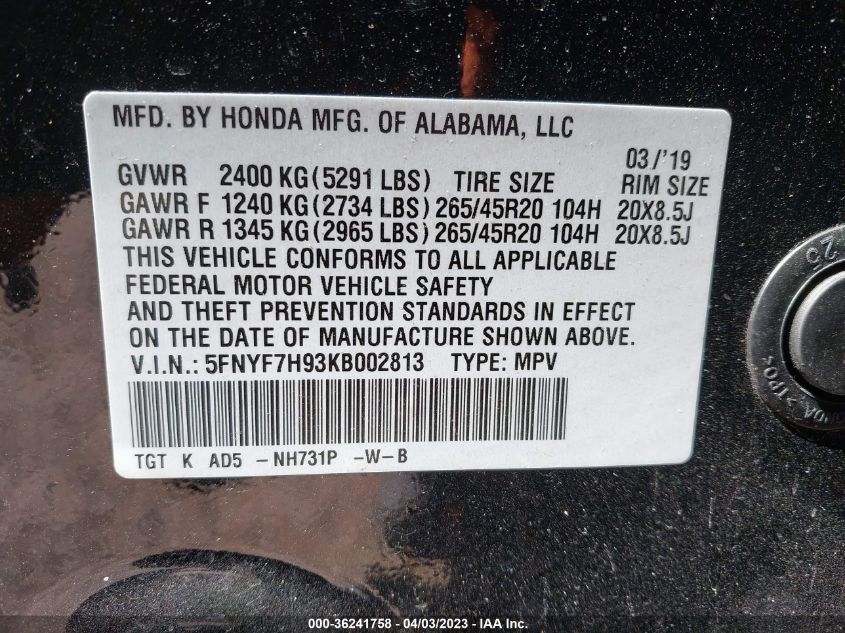 MFD. BY HONDA MFG. OF ALABAMA, LLC
03/'19
GVWR 2400 KG(5291 LBS) TIRE SIZE RIM SIZE
GAWR F 1240 KG(2734 LBS) 265/45R20 104H 20X8.5J
GAWR R 1345 KG(2965 LBS) 265/45R20 104H 20X8.5J
THIS VEHICLE CONFORMS TO ALL APPLICABLE
FEDERAL MOTOR VEHICLE SAFETY
AND THEFT PREVENTION STANDARDS IN EFFECT
ON THE DATE OF MANUFACTURE SHOWN ABOVE.
V.I.N.: 5FNYF7H93KB002813 TYPE: MPV
TGT K AD5 -NH731P -W-B
25
>TPO<
000-36241758 - 04/03/2023 - IAA, Inc.